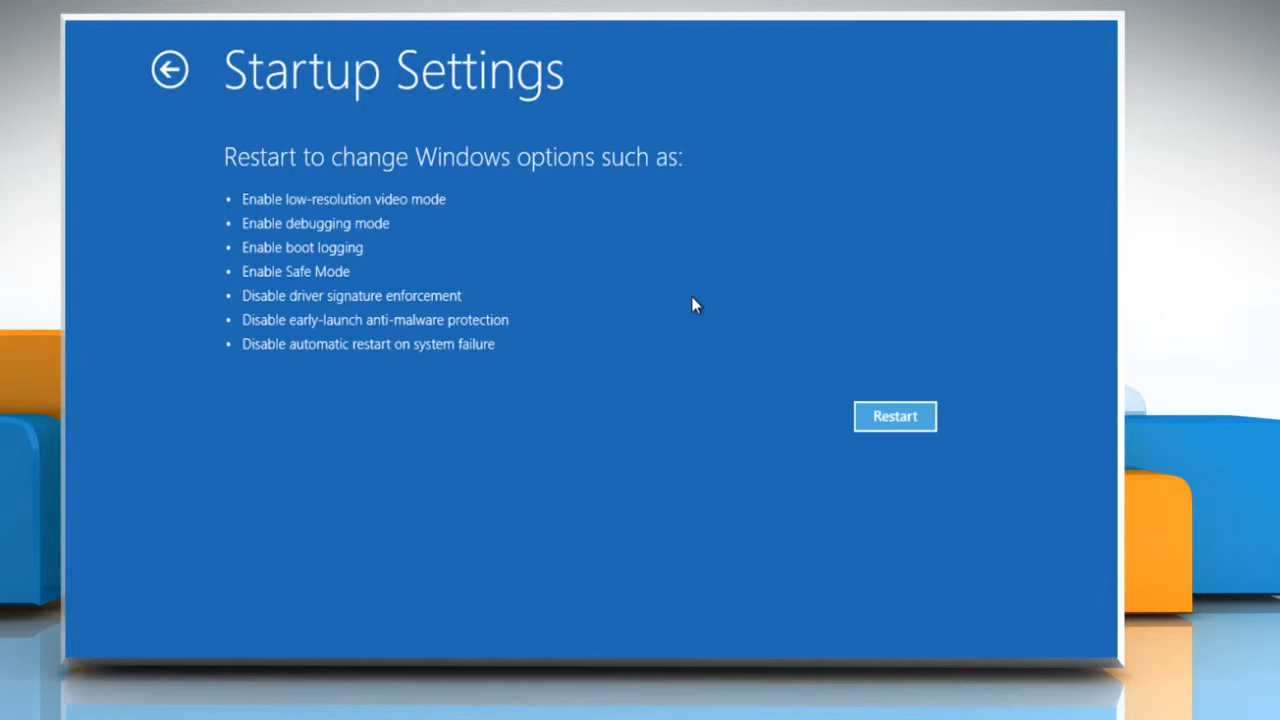 Startup Settings
Restart to change Windows options such as:
• Enable low-resolution video mode
• Enable debugging mode
• Enable boot logging
• Enable Safe Mode
• Disable driver signature enforcement
• Disable early-launch anti-malware protection
• Disable automatic restart on system failure
Restart